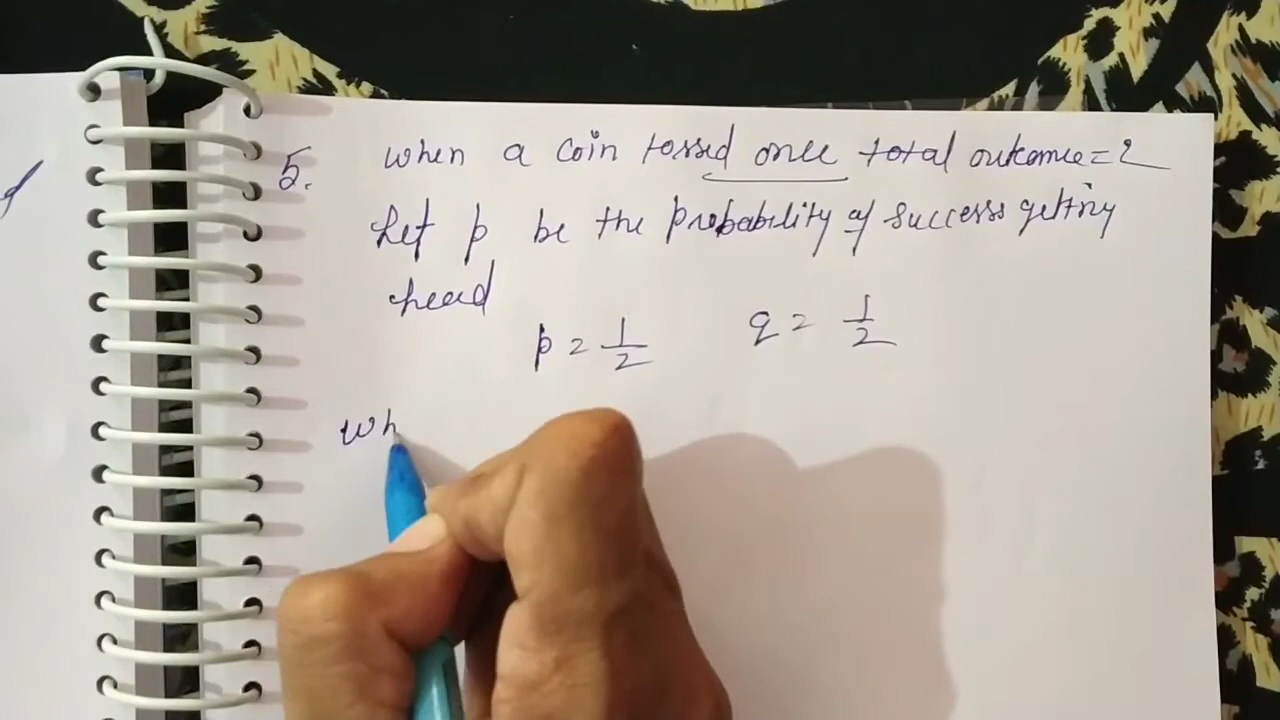 5. when a coin tossed once total outcome = 2
Let p be the probability of success getting
head
p = 1/2 q = 1/2
wh